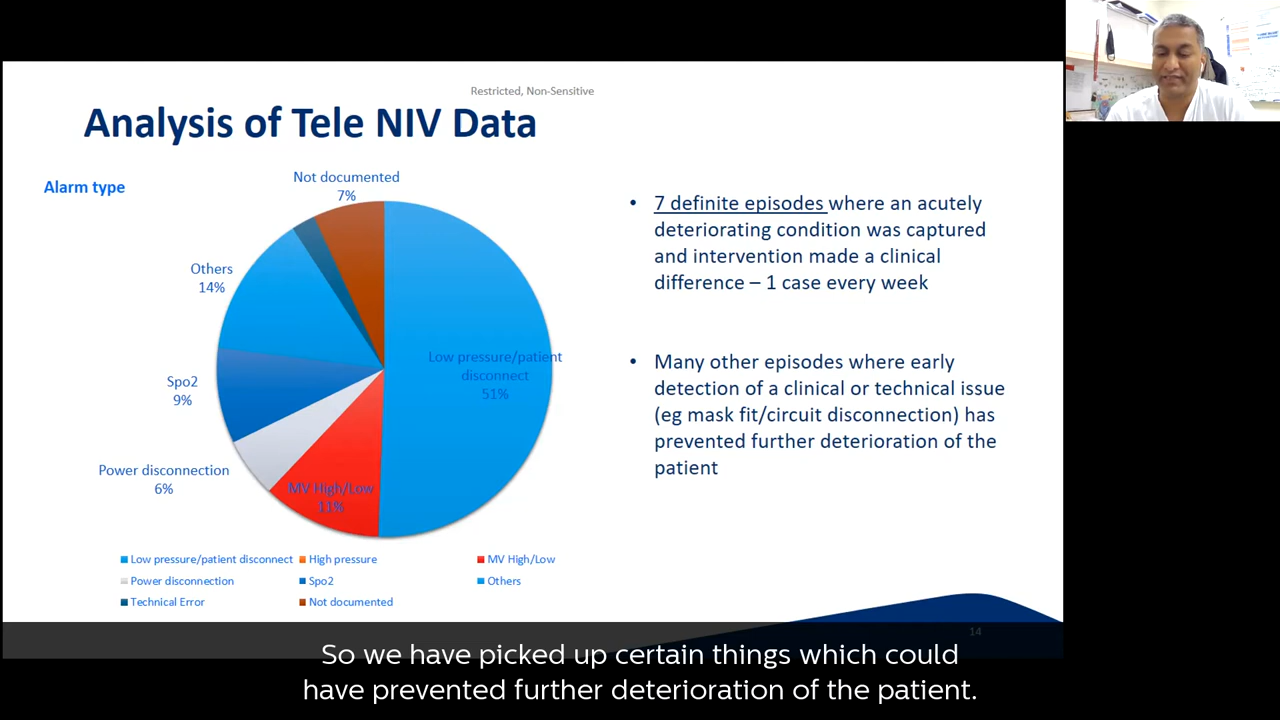 Restricted, Non-Sensitive
Analysis of Tele NIV Data
Alarm type
Not documented
7%
Others
14%
Low pressure/patient
disconnect
51%
Spo2
9%
Power disconnection
6%
MV High/Low
11%
Low pressure/patient disconnect
High pressure
MV High/Low
Power disconnection
Spo2
Others
Technical Error
Not documented
• 7 definite episodes where an acutely
deteriorating condition was captured
and intervention made a clinical
difference – 1 case every week
• Many other episodes where early
detection of a clinical or technical issue
(eg mask fit/circuit disconnection) has
prevented further deterioration of the
patient
14
So we have picked up certain things which could
have prevented further deterioration of the patient.